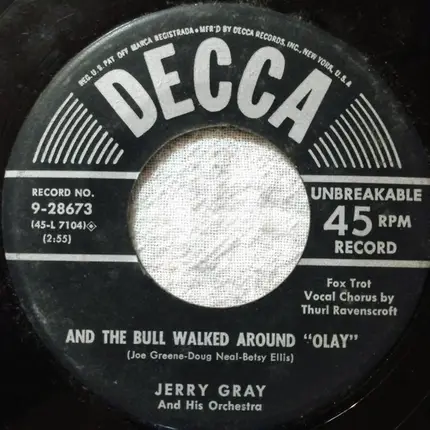 REG. U.S. PAT OFF MARCA REGISTRADA • MF'D BY DECCA RECORDS, INC., NEW YORK, U.S.A
DECCA
RECORD NO.
9-28673
(45-L 7104)
(2:55)
UNBREAKABLE
45 RPM
RECORD
Fox Trot
Vocal Chorus by
Thurl Ravenscroft
AND THE BULL WALKED AROUND "OLAY"
(Joe Greene-Doug Neal-Betsy Ellis)
JERRY GRAY
And His Orchestra